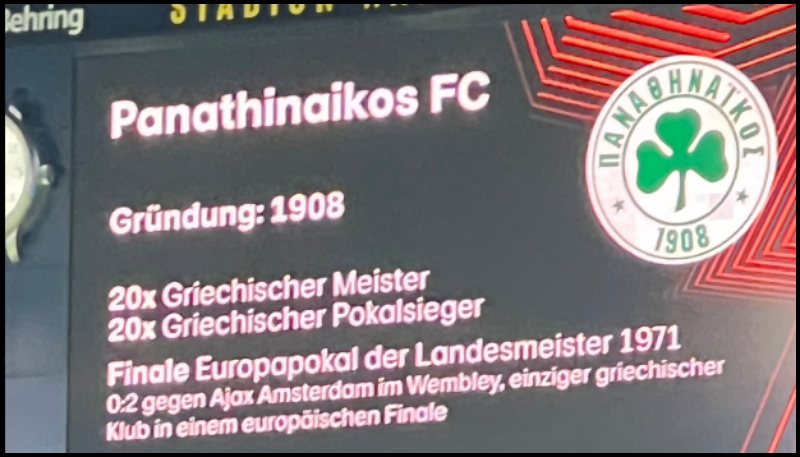 Behring
STADION
Panathinaikos FC
ΠΑΝΑΘΗΝΑΪΚΟΣ
1908
Gründung: 1908
20x Griechischer Meister
20x Griechischer Pokalsieger
Finale Europapokal der Landesmeister 1971
0:2 gegen Ajax Amsterdam im Wembley, einziger griechischer
Klub in einem europäischen Finale